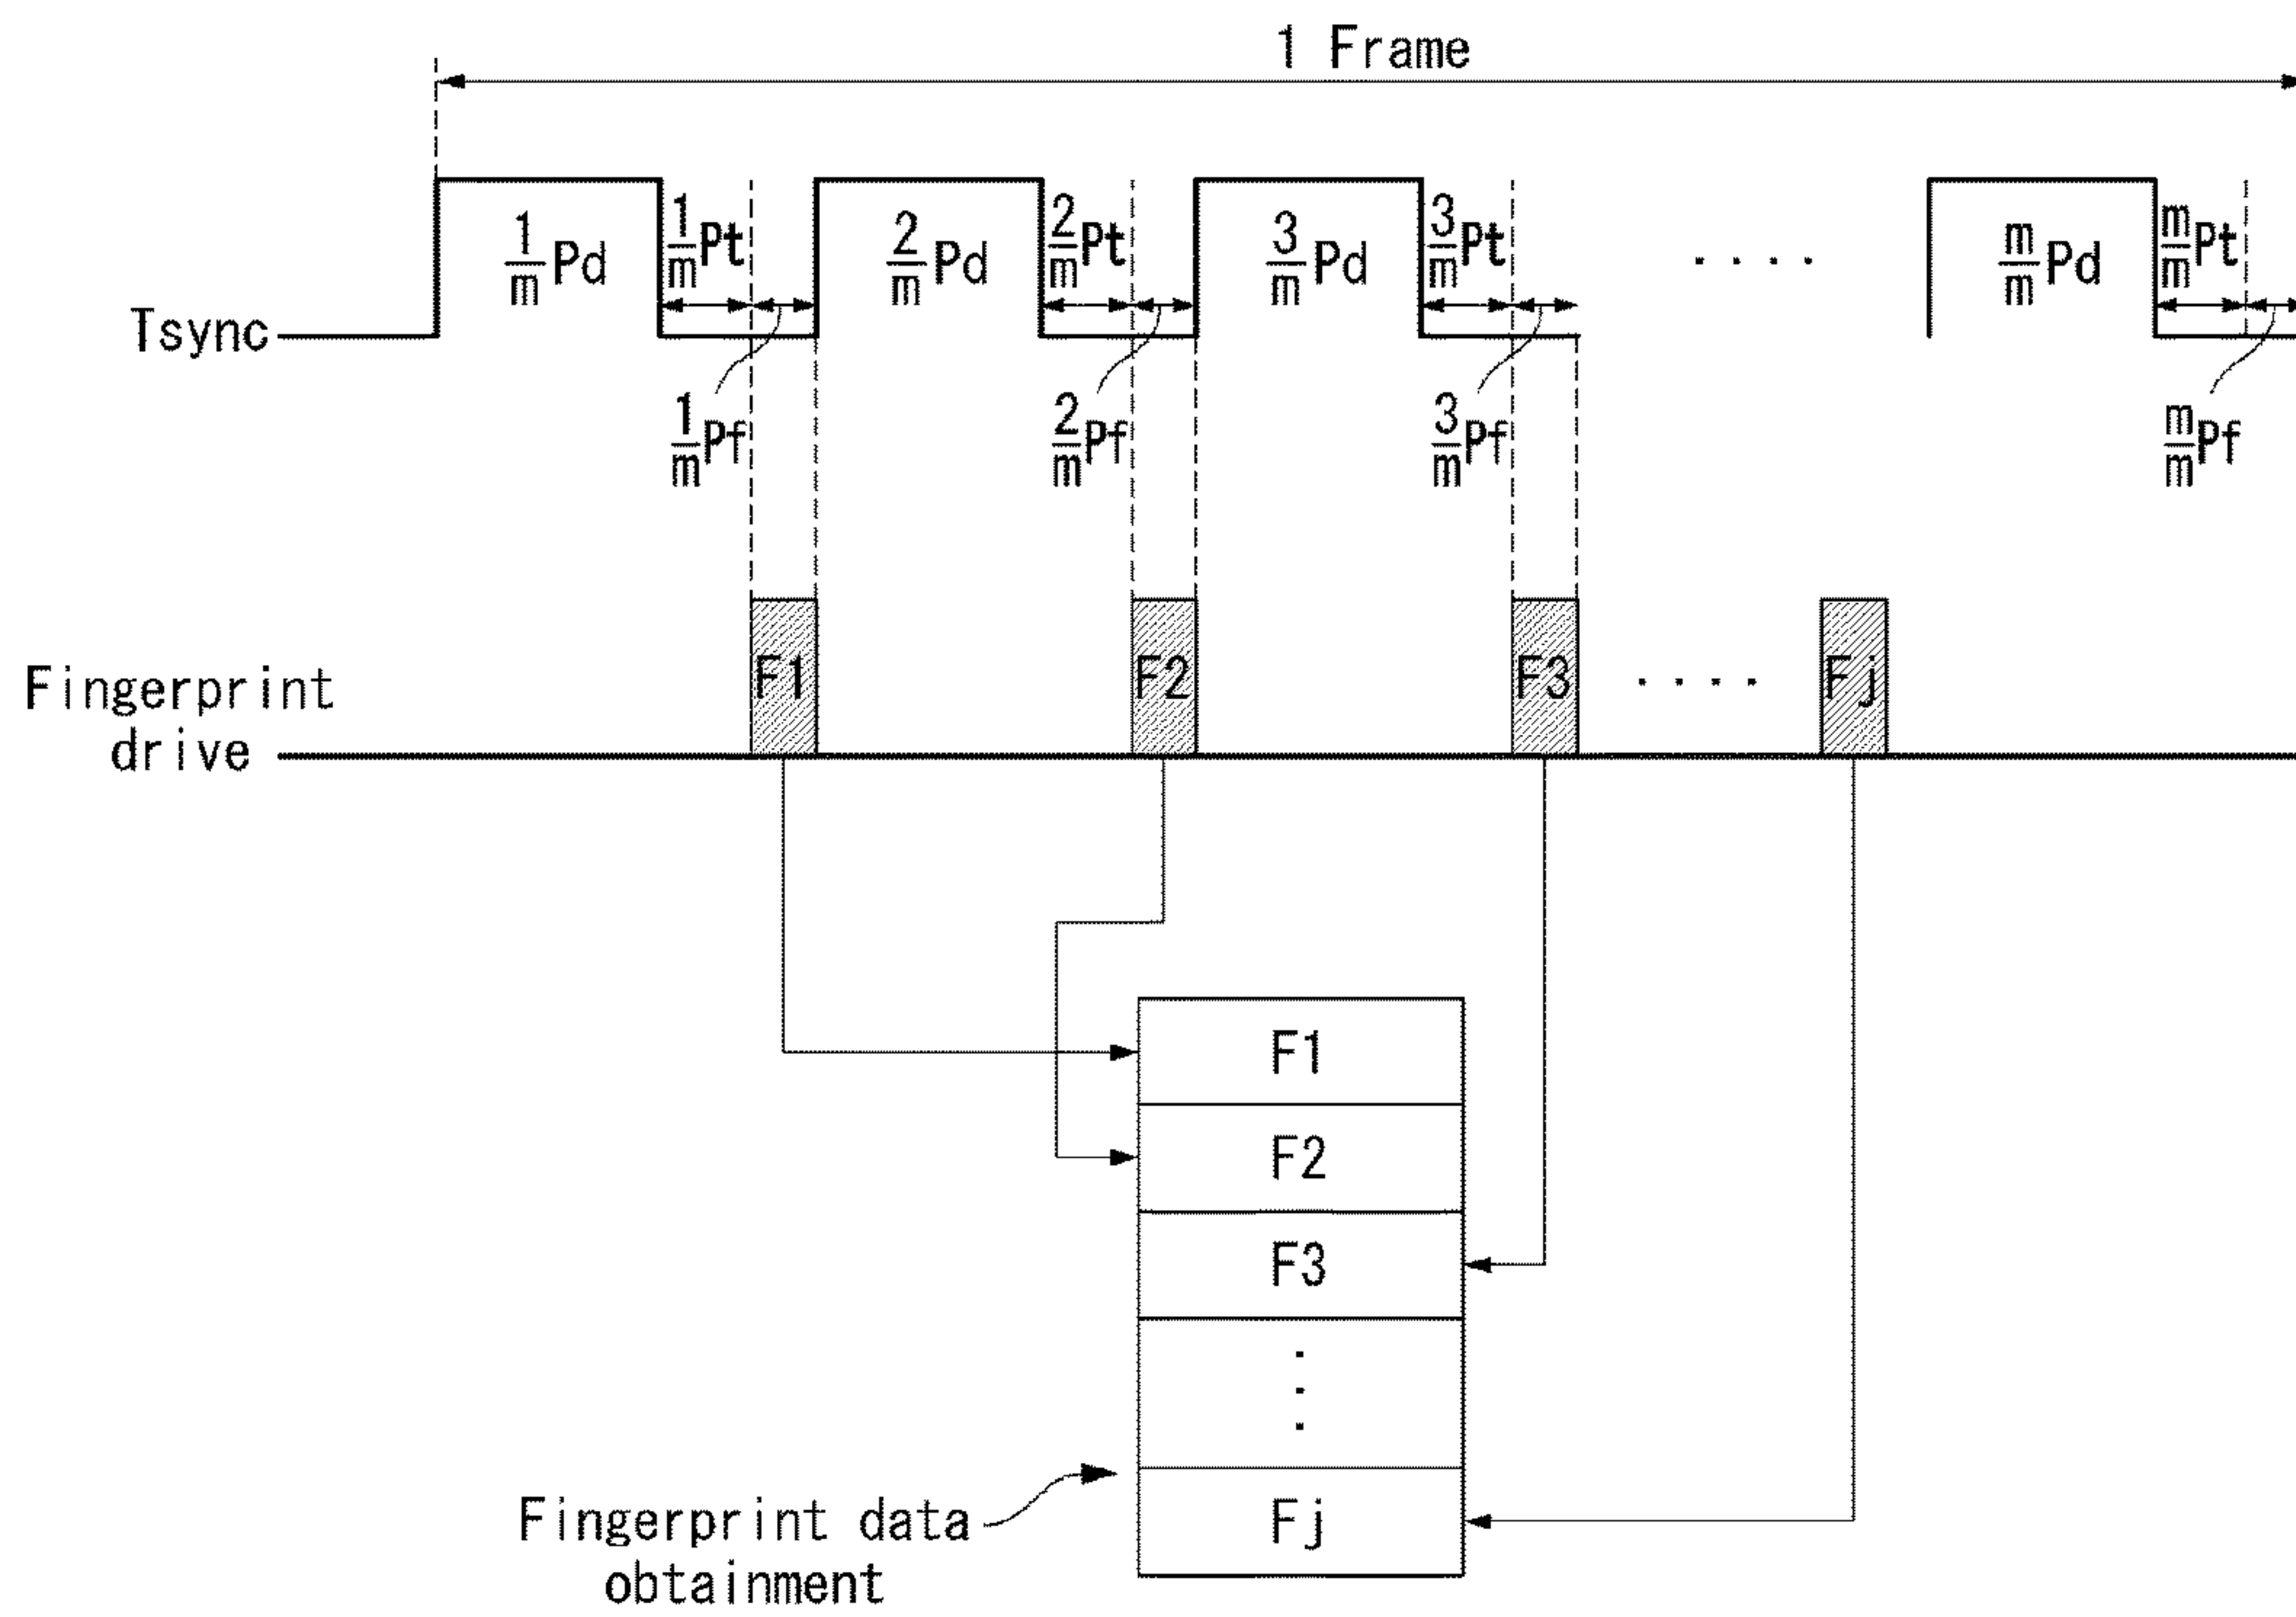 1 Frame
1/m Pd 1/m Pt 2/m Pd 2/m Pt 3/m Pd 3/m Pt .... m/m Pd m/m Pt
Tsync
1/m Pf 2/m Pf 3/m Pf m/m Pf
Fingerprint
drive
F1 F2 F3 .... Fj
F1
F2
F3
.
.
.
Fj
Fingerprint data
obtainment